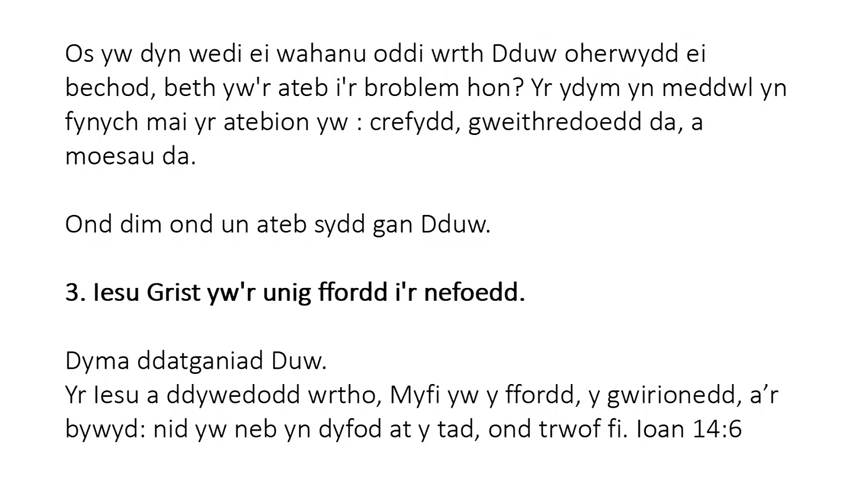 Os yw dyn wedi ei wahanu oddi wrth Dduw oherwydd ei
bechod, beth yw'r ateb i'r broblem hon? Yr ydym yn meddwl yn
fynych mai yr atebion yw : crefydd, gweithredoedd da, a
moesau da.
Ond dim ond un ateb sydd gan Dduw.
3. Iesu Grist yw'r unig ffordd i'r nefoedd.
Dyma ddatganiad Duw.
Yr Iesu a ddywedodd wrtho, Myfi yw y ffordd, y gwirionedd, a’r
bywyd: nid yw neb yn dyfod at y tad, ond trwof fi. Ioan 14:6